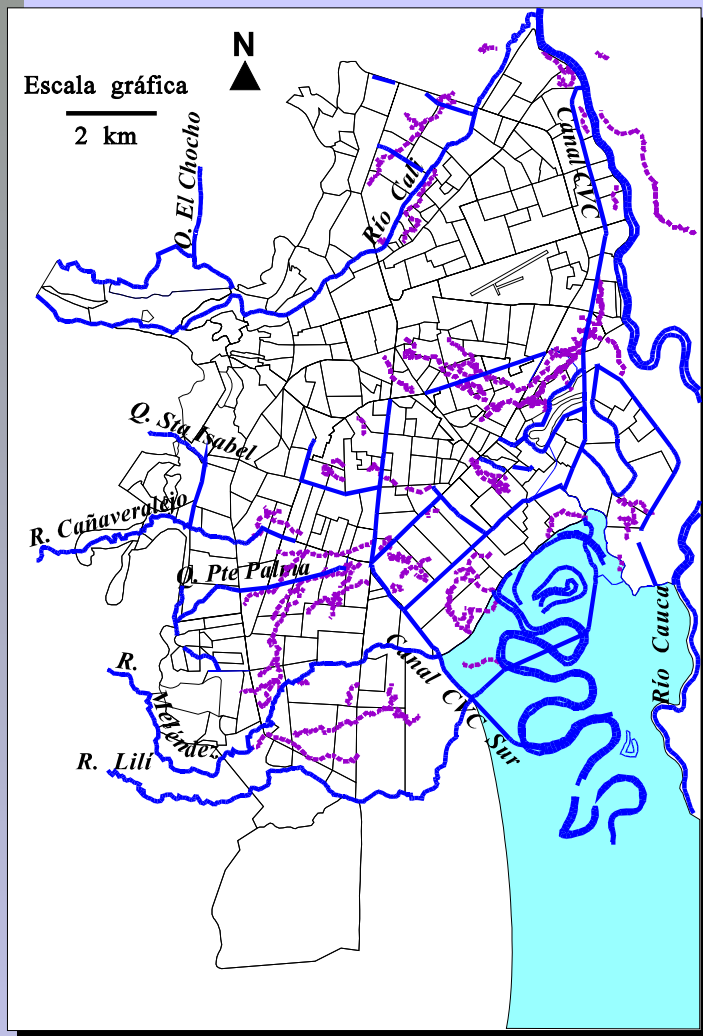 N
Escala gráfica
2 km
Q. El Chocho
Río Cali
Canal CVC
Q. Sta Isabel
R. Cañaveralejo
Q. Pte Palma
R. Meléndez
R. Lilí
Canal CVC Sur
Río Cauca